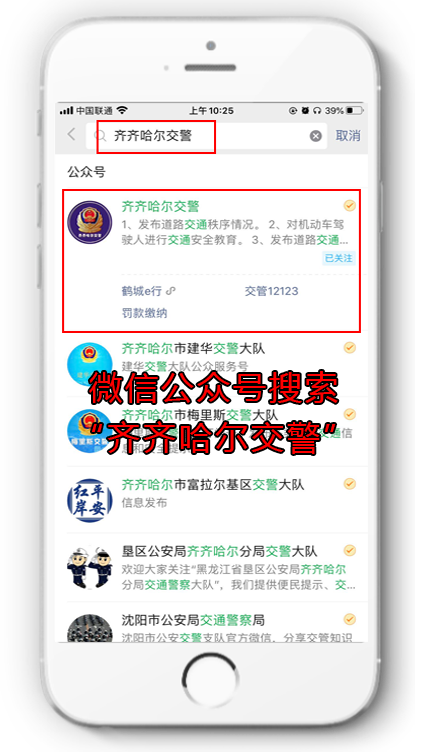 中国联通
上午10:25
39%
齐齐哈尔交警
取消
公众号
齐齐哈尔交警
1、发布道路交通秩序情况。 2、对机动车驾
驶人进行交通安全教育。 3、发布道路交通...
已关注
鹤城e行
交管12123
罚款缴纳
齐齐哈尔市建华交警大队
建华交警大队公众服务号
微信公众号搜索
齐齐哈尔市梅里斯交警大队
"齐齐哈尔交警"
梅里斯交警
齐齐哈尔市富拉尔基区交警大队
信息发布
红岸
平安
垦区公安局齐齐哈尔分局交警大队
欢迎大家关注“黑龙江省垦区公安局齐齐哈尔
分局交通警察大队”，我们提供便民提示、交...
沈阳市公安局交通警察局
沈阳市公安交警支队官方微信，分享交管知识